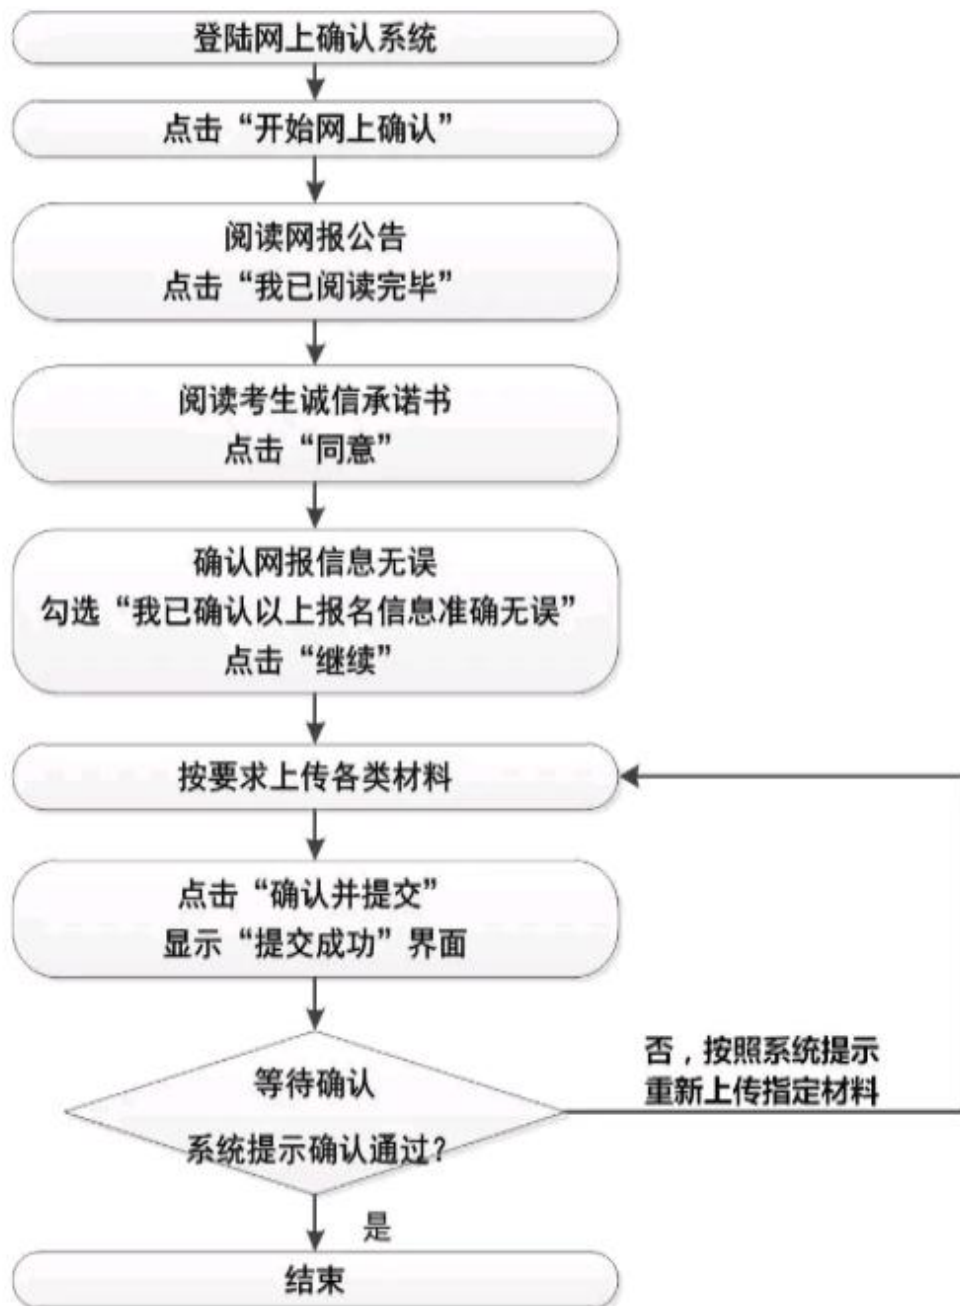 登陆网上确认系统
点击“开始网上确认”
阅读网报公告
点击“我已阅读完毕”
阅读考生诚信承诺书
点击“同意”
确认网报信息无误
勾选“我已确认以上报名信息准确无误”
点击“继续”
按要求上传各类材料
点击“确认并提交”
显示“提交成功”界面
等待确认
系统提示确认通过？
否，按照系统提示
重新上传指定材料
是
结束